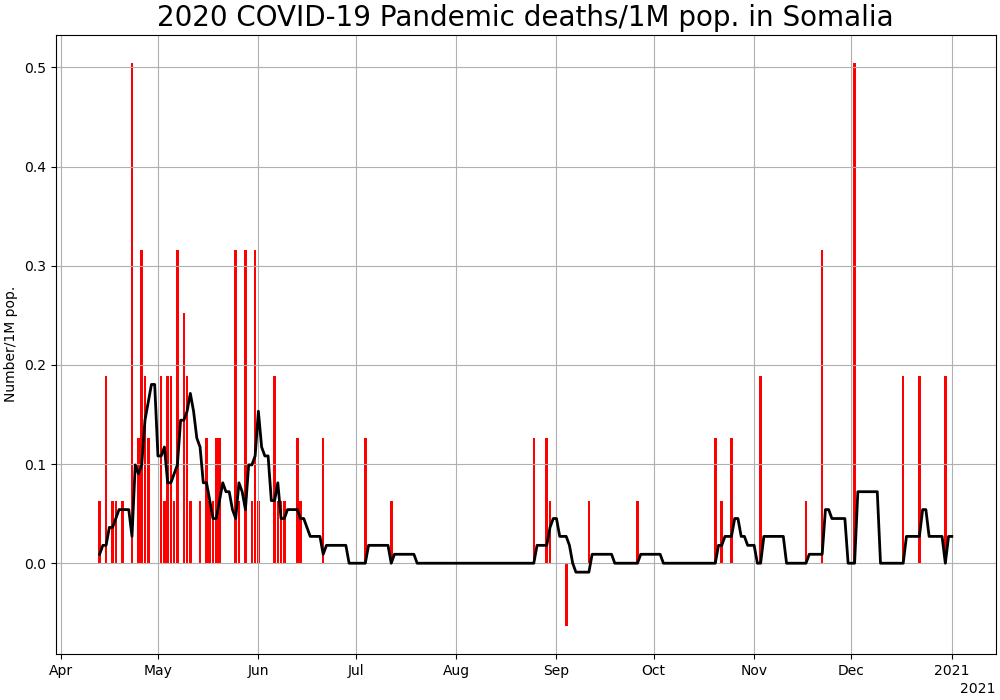 2020 COVID-19 Pandemic deaths/1M pop. in Somalia
Number/1M pop.
0.5
0.4
0.3
0.2
0.1
0.0
Apr May Jun Jul Aug Sep Oct Nov Dec 2021
2021